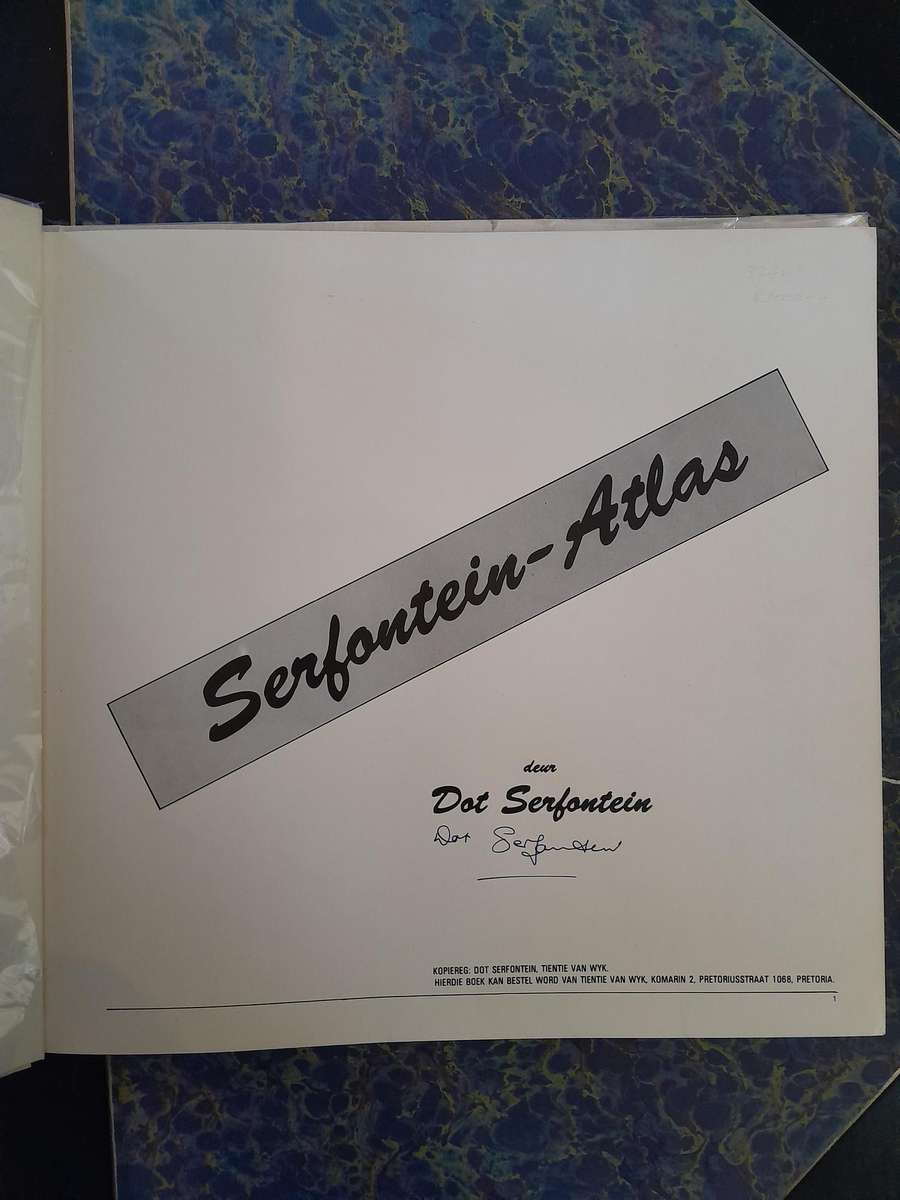 Serfontein-Atlas
deur
Dot Serfontein
Dot Serfontein
KOPIEREG: DOT SERFONTEIN, TIENTIE VAN WYK.
HIERDIE BOEK KAN BESTEL WORD VAN TIENTIE VAN WYK, KOMARIN 2, PRETORIUSSTRAAT 1068, PRETORIA.
1